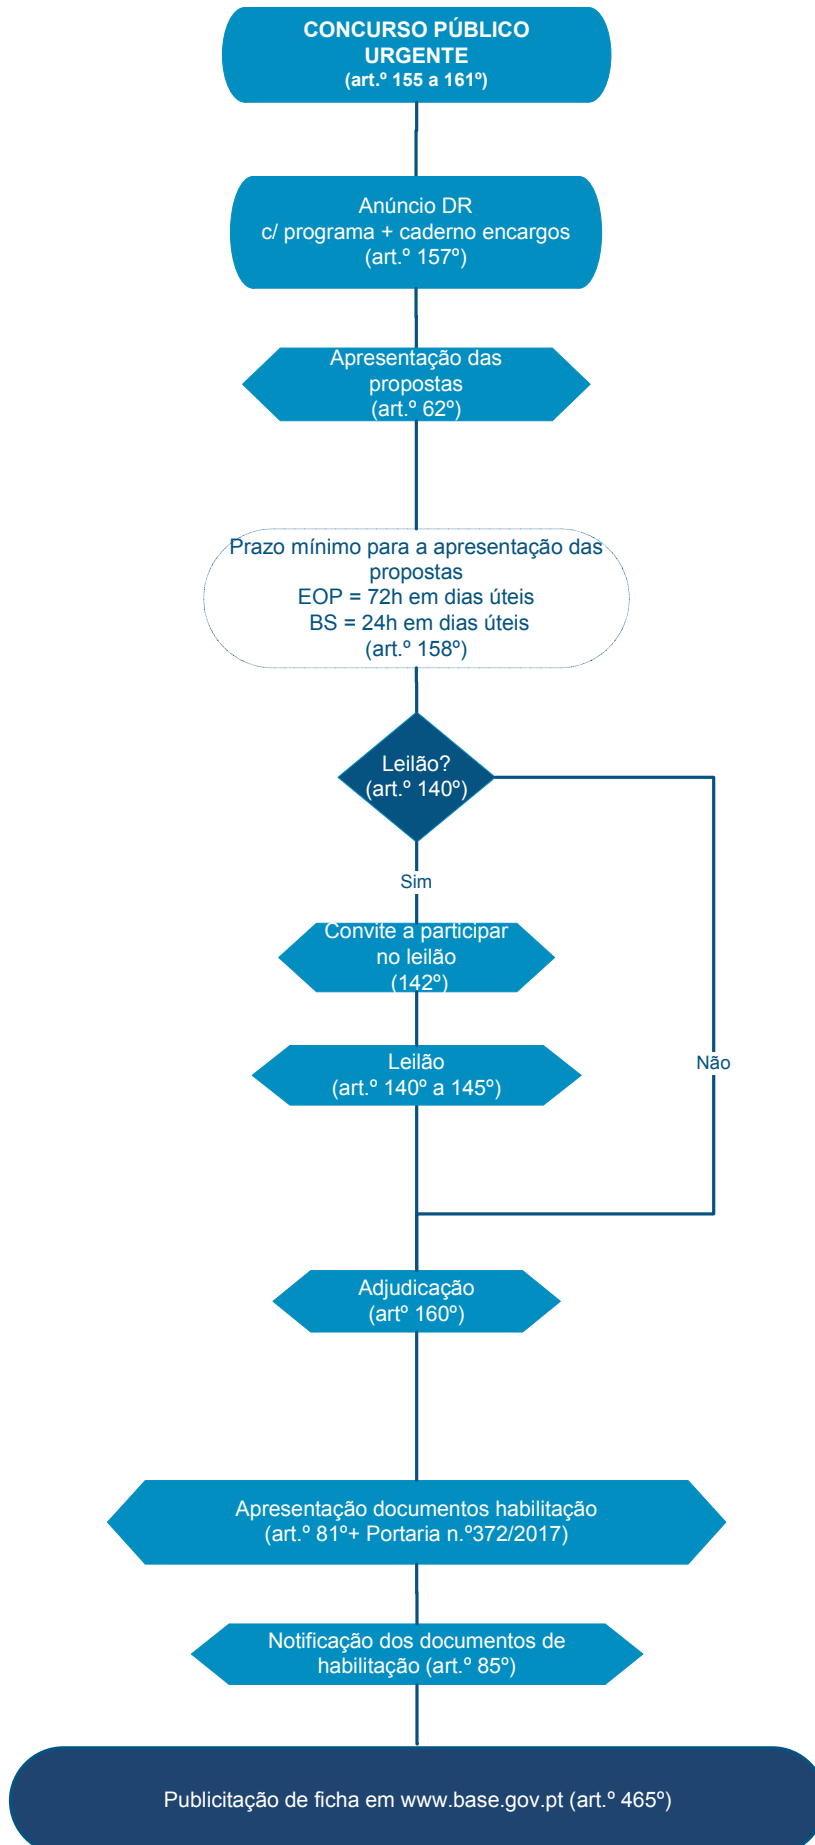 CONCURSO PÚBLICO
URGENTE
(art.º 155 a 161º)
Anúncio DR
c/ programa + caderno encargos
(art.º 157º)
Apresentação das
propostas
(art.º 62º)
Prazo mínimo para a apresentação das
propostas
EOP = 72h em dias úteis
BS = 24h em dias úteis
(art.º 158º)
Leilão?
(art.º 140º)
Sim
Convite a participar
no leilão
(142º)
Leilão
(art.º 140º a 145º)
Não
Adjudicação
(artº 160º)
Apresentação documentos habilitação
(art.º 81º+ Portaria n.º372/2017)
Notificação dos documentos de
habilitação (art.º 85º)
Publicitação de ficha em www.base.gov.pt (art.º 465º)